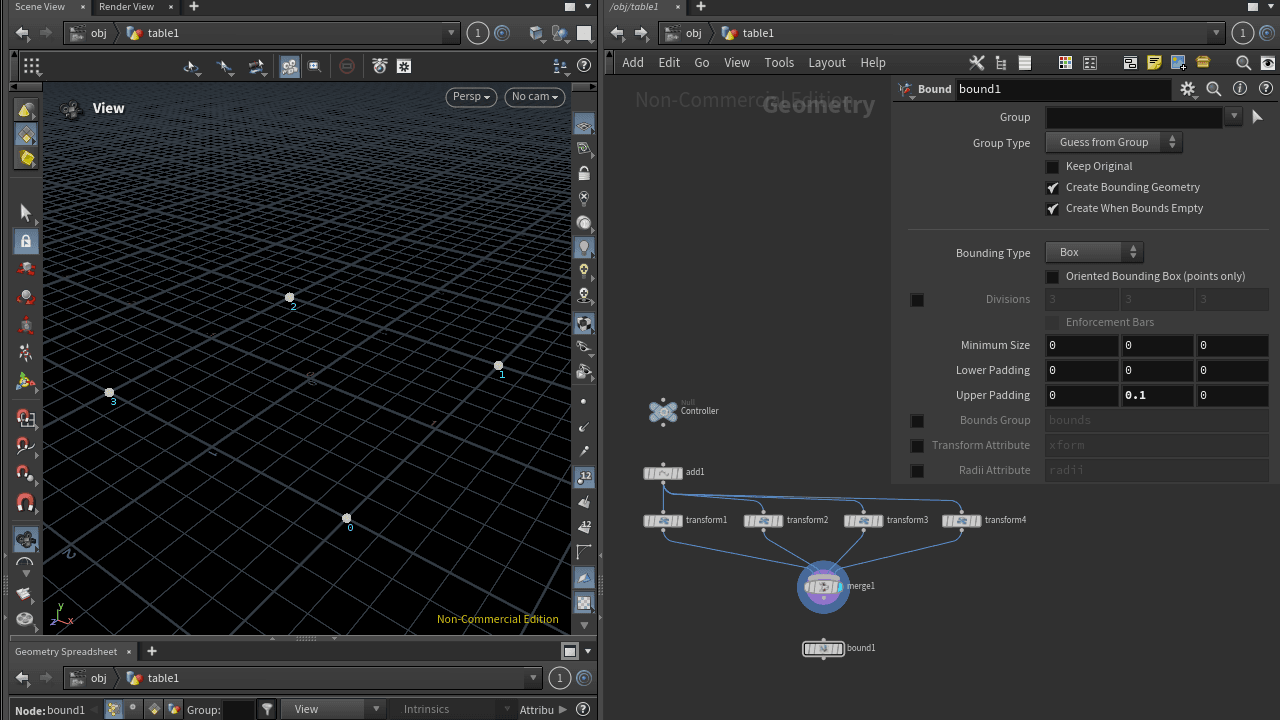 Scene View × Render View × +
obj table1 1
View
Persp No cam
2
1
3
0
Non-Commercial Edition
y
z x
12
12
Geometry Spreadsheet × +
obj table1 1
Node: bound1 Group: View Intrinsics Attribu
/obj/table1 × +
obj table1 1
Add Edit Go View Tools Layout Help
Non-Commercial Edition
Geometry
Bound bound1
Group
Group Type Guess from Group
Keep Original
Create Bounding Geometry
Create When Bounds Empty
Bounding Type Box
Oriented Bounding Box (points only)
Divisions 3 3 3
Enforcement Bars
Minimum Size 0 0 0
Lower Padding 0 0 0
Upper Padding 0 0.1 0
Bounds Group bounds
Transform Attribute xform
Radii Attribute radii
Null
Controller
add1
transform1 transform2 transform3 transform4
merge1
bound1